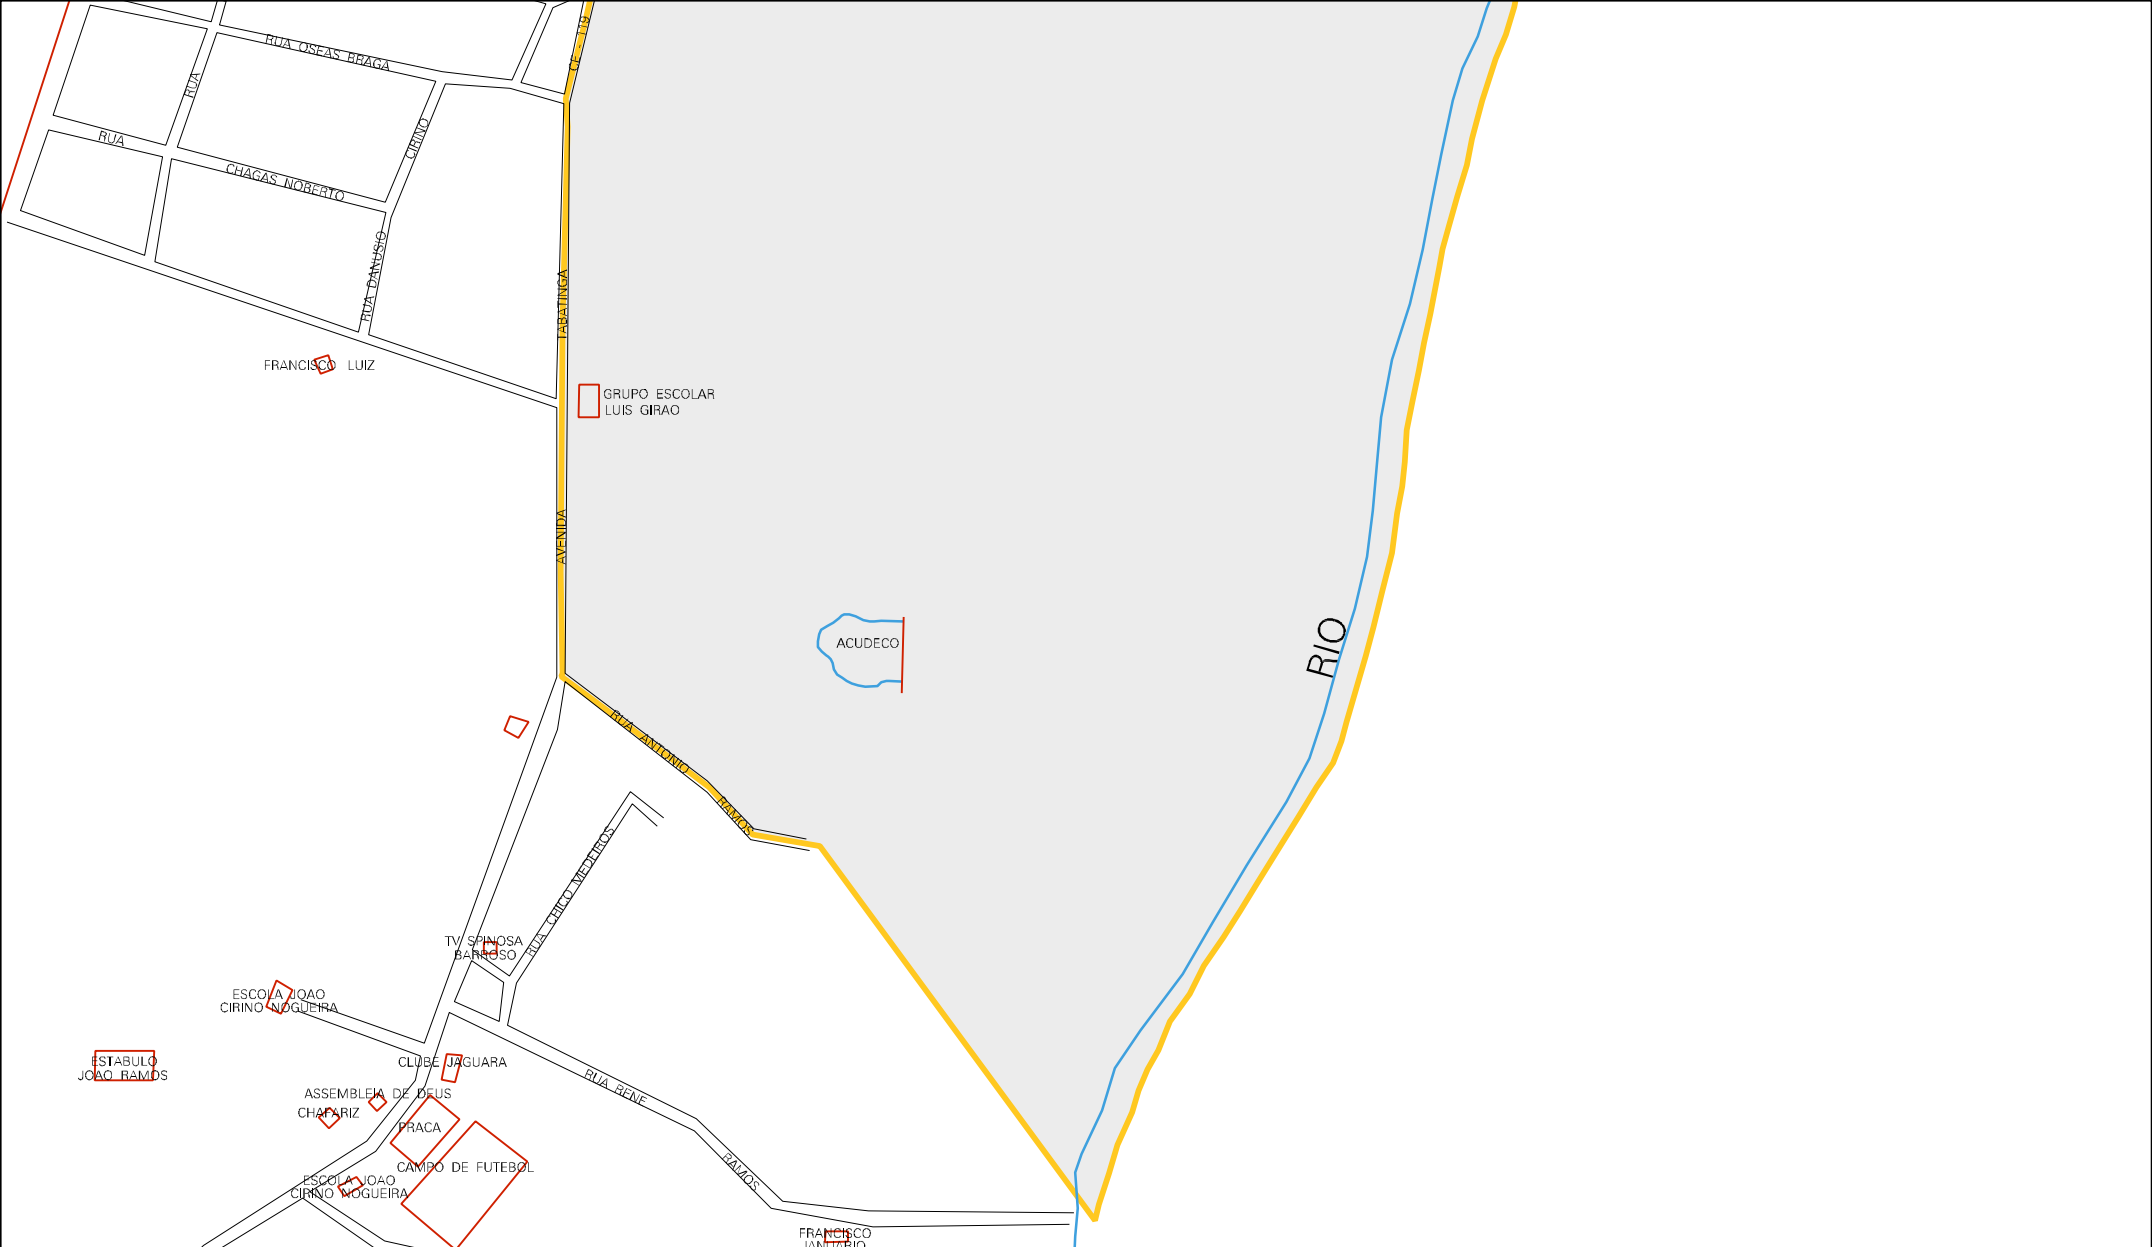 RUA OSEAS BRAGA
CE - 119
RUA
RUA
CIRINO
CHAGAS NOBERTO
RUA DANUSIO
TABATINGA
FRANCISCO LUIZ
GRUPO ESCOLAR
LUIS GIRAO
AVENIDA
ACUDECO
RIO
RUA ANTONIO
RAMOS
RUA CHICO MEDEIROS
TV SPINOSA
BARROSO
ESCOLA JOAO
CIRINO NOGUEIRA
ESTABULO
JOAO RAMOS
CLUBE JAGUARA
RUA RENE
ASSEMBLEIA DE DEUS
CHAFARIZ
PRACA
CAMPO DE FUTEBOL
RAMOS
ESCOLA JOAO
CIRINO NOGUEIRA
FRANCISCO
JANUARIO